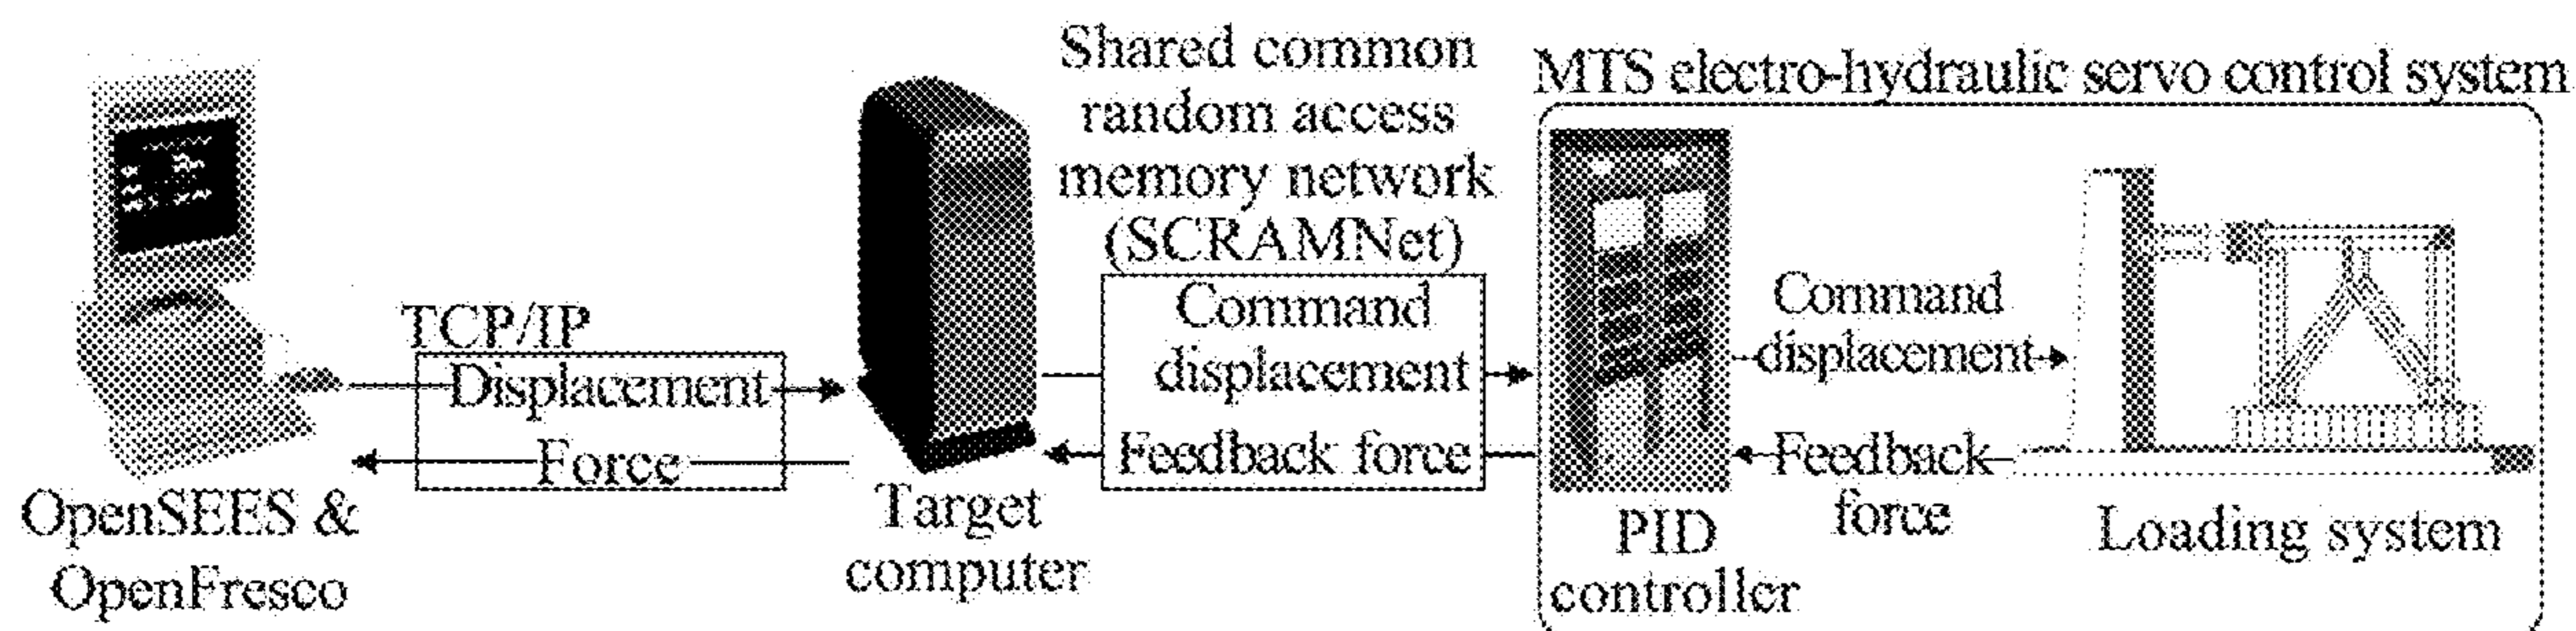 Shared common
random access
memory network
(SCRAMNet)
MTS electro-hydraulic servo control system
TCP/IP
Displacement
Force
Command
displacement
Feedback force
Command
displacement
Feedback
force
OpenSEES &
OpenFresco
Target
computer
PID
controller
Loading system